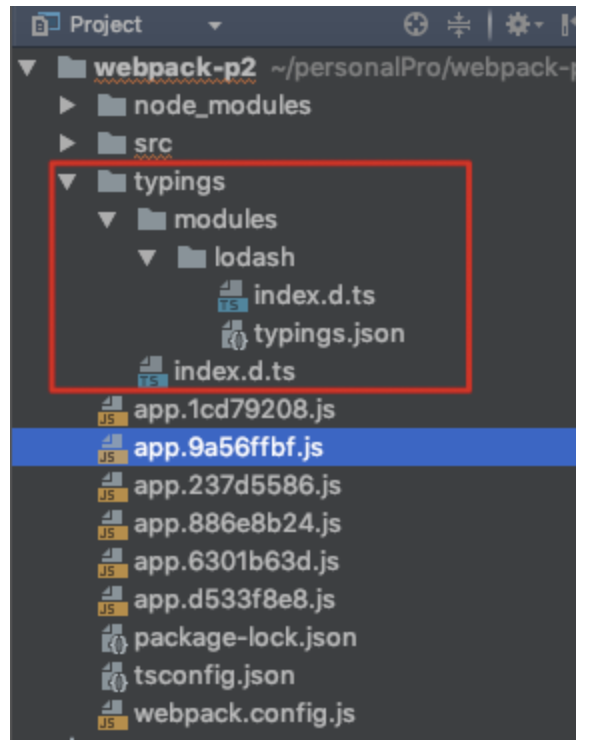 Project
webpack-p2 ~/personalPro/webpack-p
node_modules
src
typings
modules
lodash
TS index.d.ts
typings.json
TS index.d.ts
JS app.1cd79208.js
JS app.9a56ffbf.js
JS app.237d5586.js
JS app.886e8b24.js
JS app.6301b63d.js
JS app.d533f8e8.js
package-lock.json
tsconfig.json
JS webpack.config.js